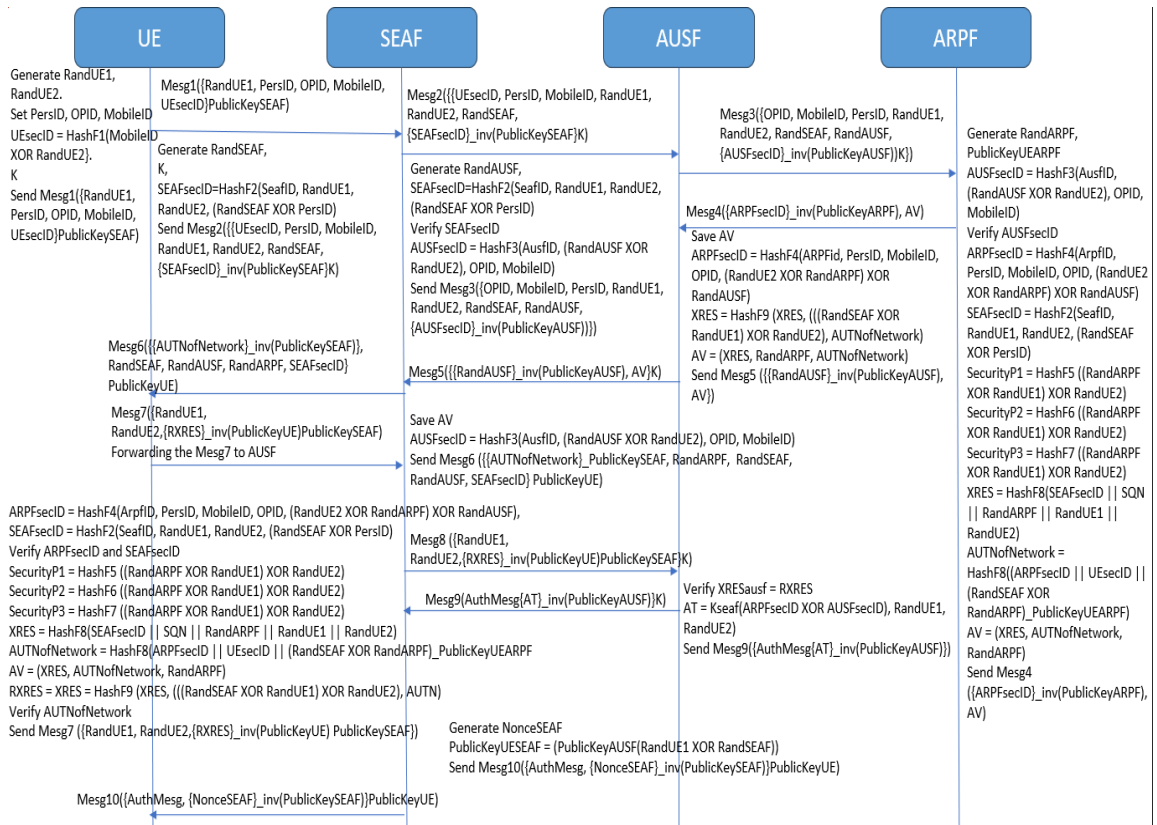 UE
SEAF
AUSF
ARPF
Generate RandUE1,
RandUE2.
Set PersID, OPID, MobileID
UEsecID = HashF1(MobileID
XOR RandUE2}.
K
Send Mesg1({RandUE1,
PersID, OPID, MobileID,
UEsecID}PublicKeySEAF)
Mesg1({RandUE1, PersID, OPID, MobileID,
UEsecID}PublicKeySEAF)
Generate RandSEAF,
K,
SEAFsecID=HashF2(SeafID, RandUE1,
RandUE2, (RandSEAF XOR PersID)
Send Mesg2({{UEsecID, PersID, MobileID,
RandUE1, RandUE2, RandSEAF,
{SEAFsecID}_inv(PublicKeySEAF}K)
Mesg2({{UEsecID, PersID, MobileID, RandUE1,
RandUE2, RandSEAF,
{SEAFsecID}_inv(PublicKeySEAF}K)
Generate RandAUSF,
SEAFsecID=HashF2(SeafID, RandUE1, RandUE2,
(RandSEAF XOR PersID)
Verify SEAFsecID
AUSFsecID = HashF3(AusfID, (RandAUSF XOR
RandUE2), OPID, MobileID)
Send Mesg3({OPID, MobileID, PersID, RandUE1,
RandUE2, RandSEAF, RandAUSF,
{AUSFsecID}_inv(PublicKeyAUSF))})
Mesg3({OPID, MobileID, PersID, RandUE1,
RandUE2, RandSEAF, RandAUSF,
{AUSFsecID}_inv(PublicKeyAUSF))K})
Generate RandARPF,
PublicKeyUEARPF
AUSFsecID = HashF3(AusfID,
(RandAUSF XOR RandUE2), OPID,
MobileID)
Verify AUSFsecID
ARPFsecID = HashF4(ArpfID,
PersID, MobileID, OPID, (RandUE2
XOR RandARPF) XOR RandAUSF)
SEAFsecID = HashF2(SeafID,
RandUE1, RandUE2, (RandSEAF
XOR PersID)
SecurityP1 = HashF5 ((RandARPF
XOR RandUE1) XOR RandUE2)
SecurityP2 = HashF6 ((RandARPF
XOR RandUE1) XOR RandUE2)
SecurityP3 = HashF7 ((RandARPF
XOR RandUE1) XOR RandUE2)
XRES = HashF8(SEAFsecID || SQN
|| RandARPF || RandUE1 ||
RandUE2)
AUTNofNetwork =
HashF8((ARPFsecID || UEsecID ||
(RandSEAF XOR
RandARPF)_PublicKeyUEARPF)
AV = (XRES, AUTNofNetwork,
RandARPF)
Send Mesg4
({ARPFsecID}_inv(PublicKeyARPF),
AV)
Mesg4({ARPFsecID}_inv(PublicKeyARPF), AV)
Save AV
ARPFsecID = HashF4(ARPFid, PersID, MobileID,
OPID, (RandUE2 XOR RandARPF) XOR
RandAUSF)
XRES = HashF9 (XRES, (((RandSEAF XOR
RandUE1) XOR RandUE2), AUTNofNetwork)
AV = (XRES, RandARPF, AUTNofNetwork)
Send Mesg5 ({{RandAUSF}_inv(PublicKeyAUSF),
AV})
Mesg5({{RandAUSF}_inv(PublicKeyAUSF), AV}K)
Mesg6({{AUTNofNetwork}_inv(PublicKeySEAF)},
RandSEAF, RandAUSF, RandARPF, SEAFsecID}
PublicKeyUE)
Save AV
AUSFsecID = HashF3(AusfID, (RandAUSF XOR RandUE2), OPID, MobileID)
Send Mesg6 ({{AUTNofNetwork}_PublicKeySEAF, RandARPF, RandSEAF,
RandAUSF, SEAFsecID} PublicKeyUE)
Mesg7({RandUE1,
RandUE2,{RXRES}_inv(PublicKeyUE)PublicKeySEAF)
Forwarding the Mesg7 to AUSF
ARPFsecID = HashF4(ArpfID, PersID, MobileID, OPID, (RandUE2 XOR RandARPF) XOR RandAUSF),
SEAFsecID = HashF2(SeafID, RandUE1, RandUE2, (RandSEAF XOR PersID)
Verify ARPFsecID and SEAFsecID
SecurityP1 = HashF5 ((RandARPF XOR RandUE1) XOR RandUE2)
SecurityP2 = HashF6 ((RandARPF XOR RandUE1) XOR RandUE2)
SecurityP3 = HashF7 ((RandARPF XOR RandUE1) XOR RandUE2)
XRES = HashF8(SEAFsecID || SQN || RandARPF || RandUE1 || RandUE2)
AUTNofNetwork = HashF8(ARPFsecID || UEsecID || (RandSEAF XOR RandARPF)_PublicKeyUEARPF
AV = (XRES, AUTNofNetwork, RandARPF)
RXRES = XRES = HashF9 (XRES, (((RandSEAF XOR RandUE1) XOR RandUE2), AUTN)
Verify AUTNofNetwork
Send Mesg7 ({RandUE1, RandUE2,{RXRES}_inv(PublicKeyUE) PublicKeySEAF})
Mesg8 ({RandUE1,
RandUE2,{RXRES}_inv(PublicKeyUE)PublicKeySEAF}K)
Verify XRESausf = RXRES
AT = Kseaf(ARPFsecID XOR AUSFsecID), RandUE1,
RandUE2)
Send Mesg9({AuthMesg{AT}_inv(PublicKeyAUSF)})
Mesg9(AuthMesg{AT}_inv(PublicKeyAUSF)}K
Generate NonceSEAF
PublicKeyUESEAF = (PublicKeyAUSF(RandUE1 XOR RandSEAF))
Send Mesg10({AuthMesg, {NonceSEAF}_inv(PublicKeySEAF)}PublicKeyUE)
Mesg10({AuthMesg, {NonceSEAF}_inv(PublicKeySEAF)}PublicKeyUE)